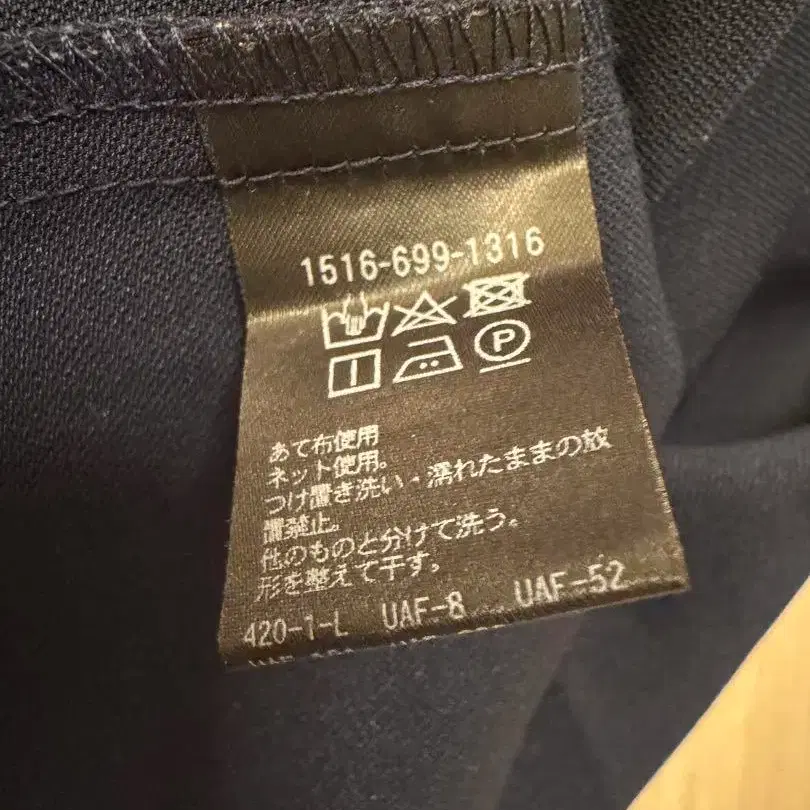 1516-699-1316
あて布使用
ネット使用。
つけ置き洗い・濡れたままの放
置禁止。
他のものと分けて洗う。
形を整えて干す。
420-1-L UAF-8 UAF-52